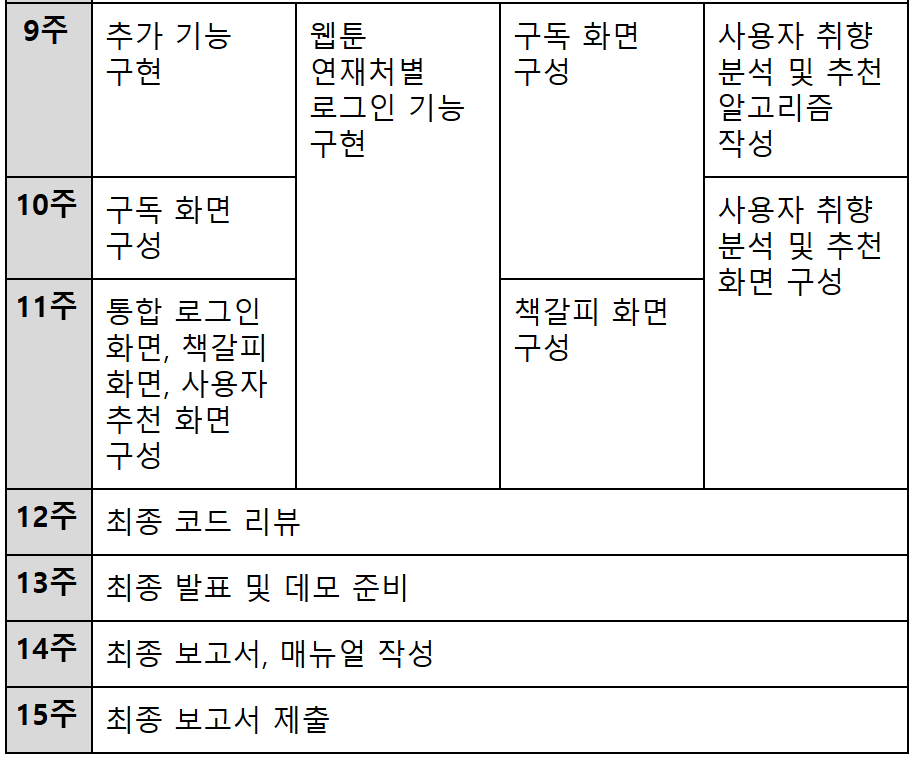 9주
추가 기능
구현
웹툰
연재처별
로그인 기능
구현
구독 화면
구성
사용자 취향
분석 및 추천
알고리즘
작성
10주
구독 화면
구성
사용자 취향
분석 및 추천
화면 구성
11주
통합 로그인
화면, 책갈피
화면, 사용자
추천 화면
구성
책갈피 화면
구성
12주
최종 코드 리뷰
13주
최종 발표 및 데모 준비
14주
최종 보고서, 매뉴얼 작성
15주
최종 보고서 제출